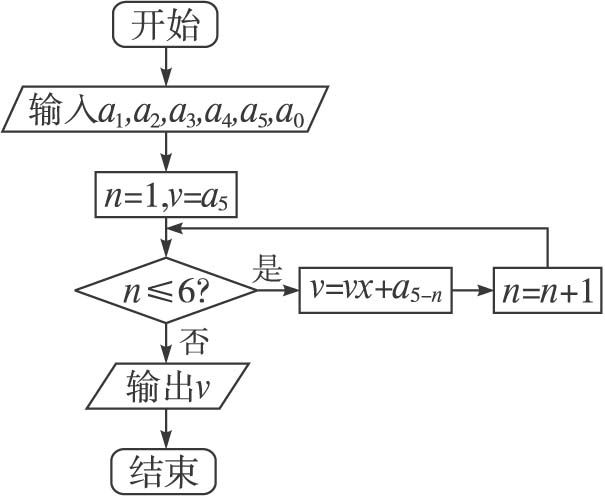 开始
输入a₁,a₂,a₃,a₄,a₅,a₀
n=1,v=a₅
n≤6?
是
v=vx+a₅₋ₙ
n=n+1
否
输出v
结束